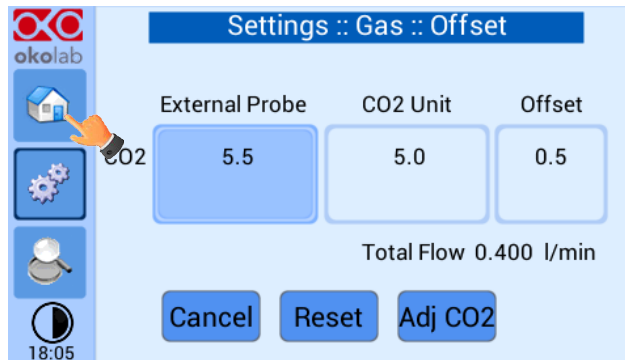 Settings :: Gas :: Offset
okolab
External Probe CO2 Unit Offset
CO2 5.5 5.0 0.5
Total Flow 0.400 l/min
Cancel Reset Adj CO2
18:05